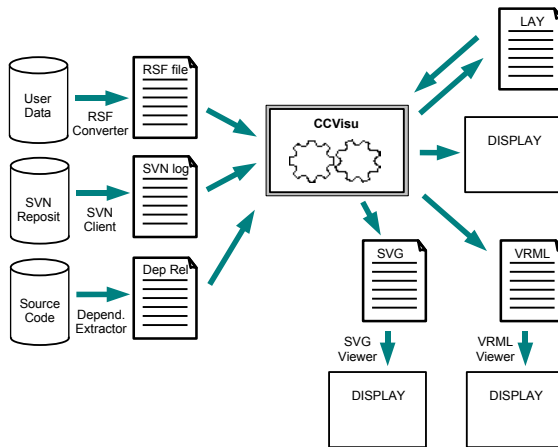 LAY
RSF file
User
Data
RSF
Converter
CCVisu
DISPLAY
SVN log
SVN
Reposit
SVN
Client
Dep Rel
Source
Code
Depend.
Extractor
SVG
VRML
SVG
Viewer
VRML
Viewer
DISPLAY
DISPLAY